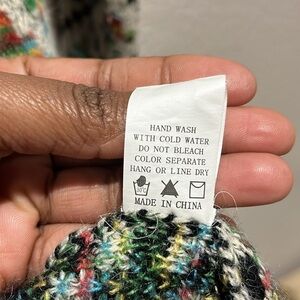 HAND WASH
WITH COLD WATER
DO NOT BLEACH
COLOR SEPARATE
HANG OR LINE DRY
MADE IN CHINA